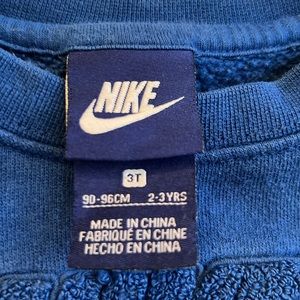 NIKE
3T
90-96CM 2-3YRS
MADE IN CHINA
FABRIQUÉ EN CHINE
HECHO EN CHINA